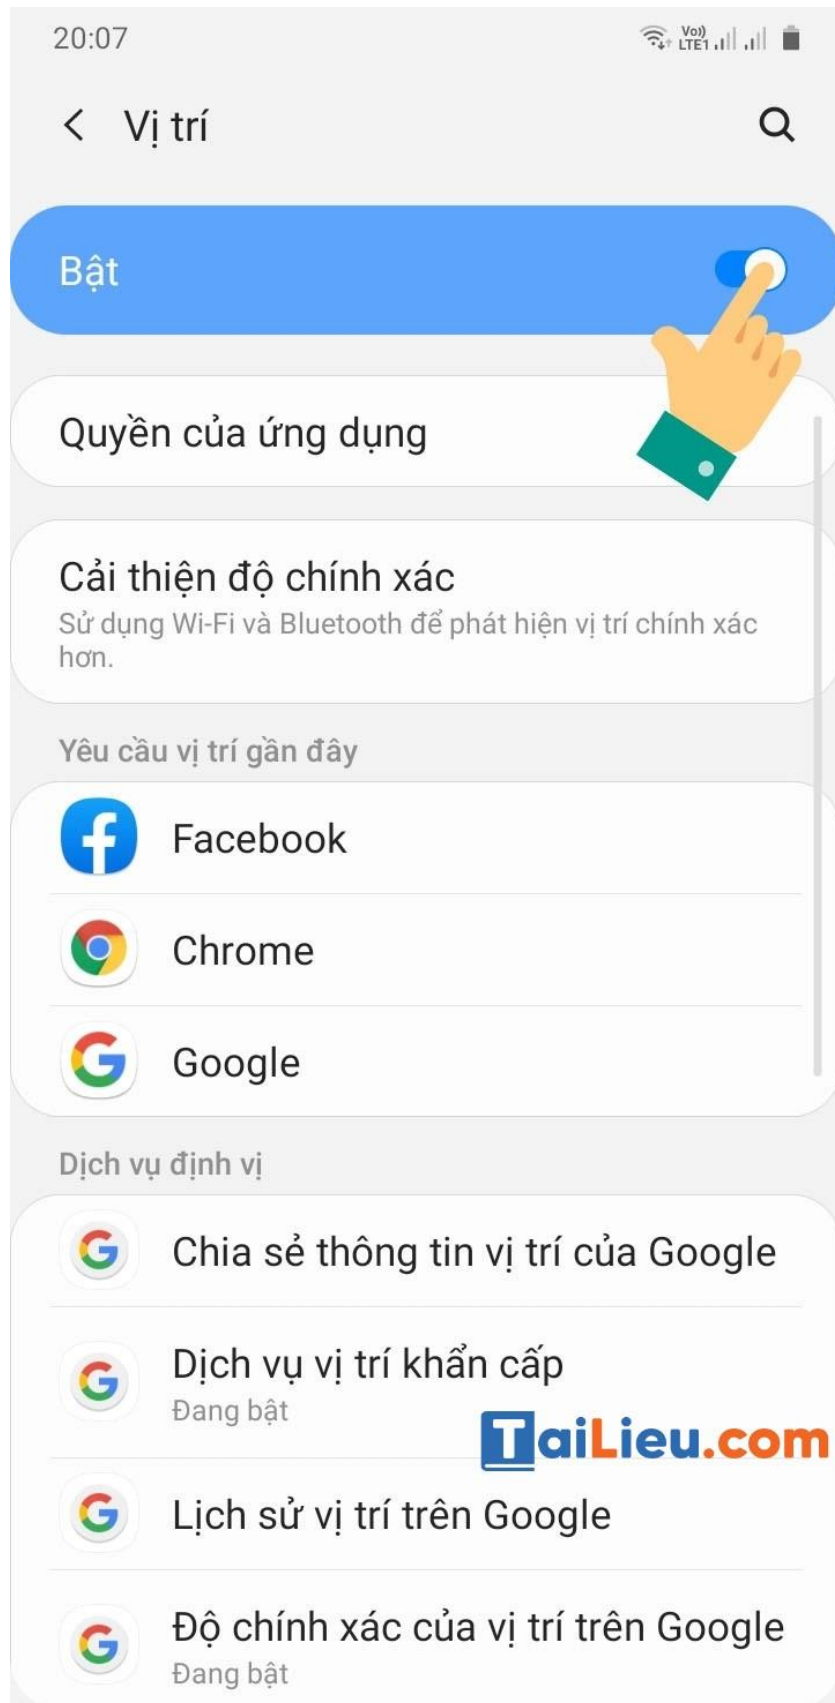 20:07
Vo))
LTE1
Vị trí
Bật
Quyền của ứng dụng
Cải thiện độ chính xác
Sử dụng Wi-Fi và Bluetooth để phát hiện vị trí chính xác
hơn.
Yêu cầu vị trí gần đây
Facebook
Chrome
Google
Dịch vụ định vị
Chia sẻ thông tin vị trí của Google
Dịch vụ vị trí khẩn cấp
Đang bật
TaiLieu.com
Lịch sử vị trí trên Google
Độ chính xác của vị trí trên Google
Đang bật